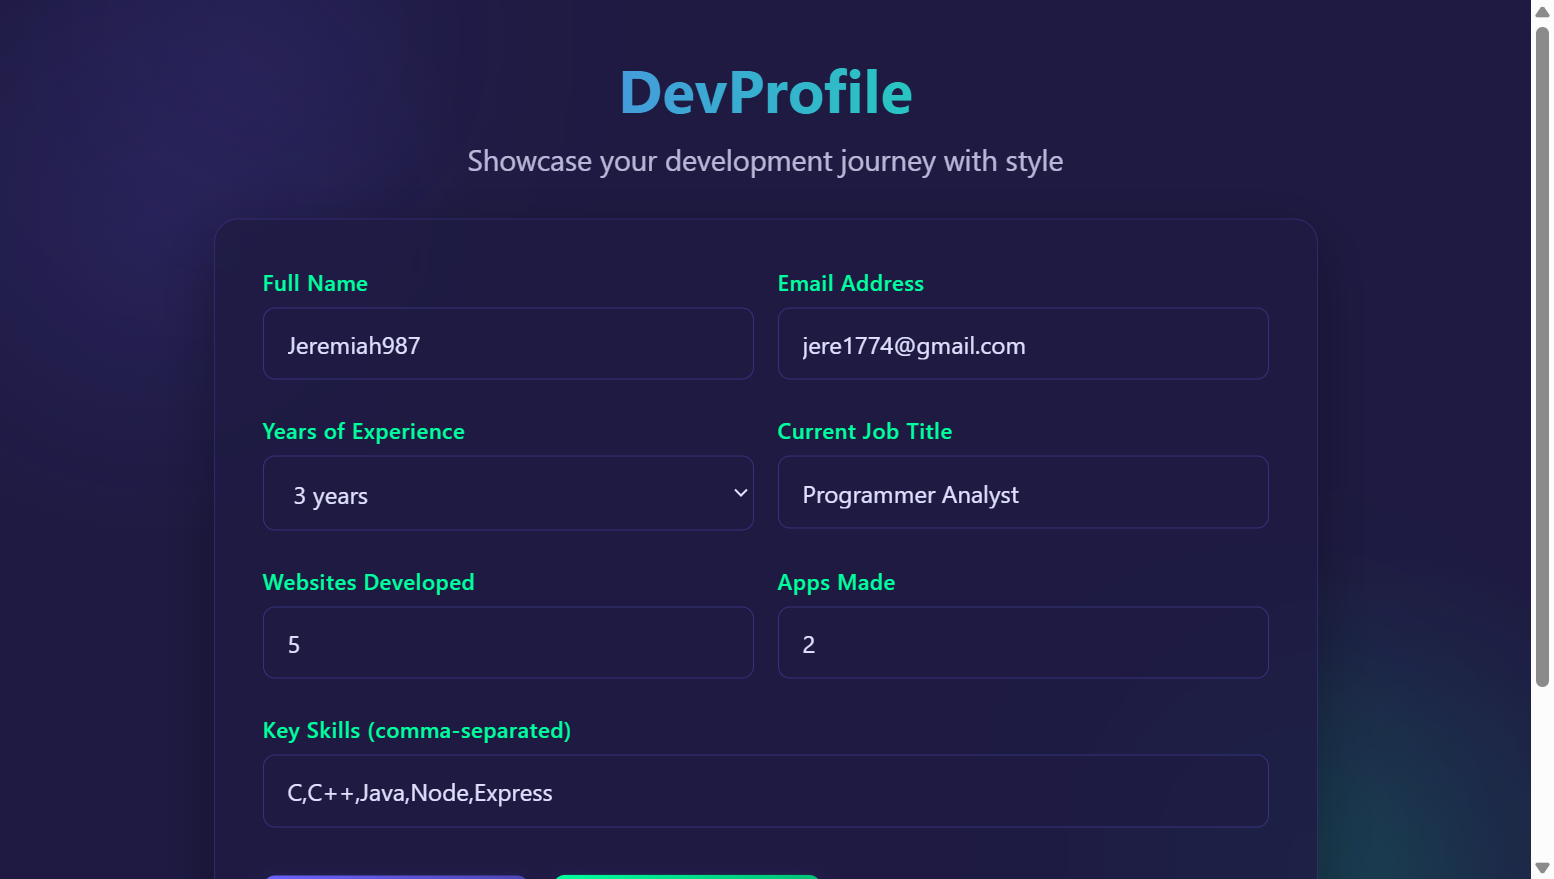 DevProfile
Showcase your development journey with style
Full Name
Email Address
Jeremiah987
jere1774@gmail.com
Years of Experience
Current Job Title
3 years
Programmer Analyst
Websites Developed
Apps Made
5
2
Key Skills (comma-separated)
C,C++,Java,Node,Express